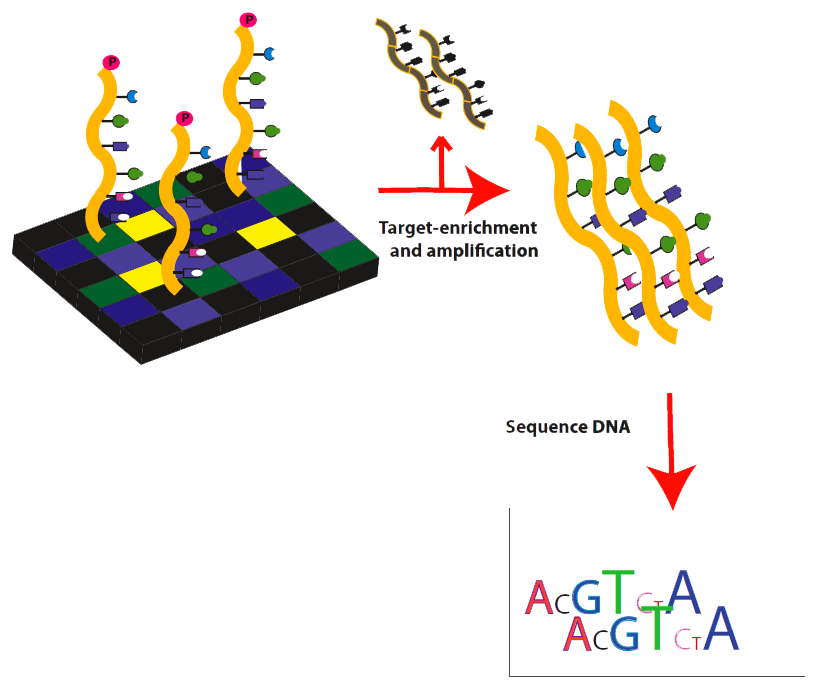 P
P
P
Target-enrichment
and amplification
Sequence DNA
ACGTCTA
ACGTCTA